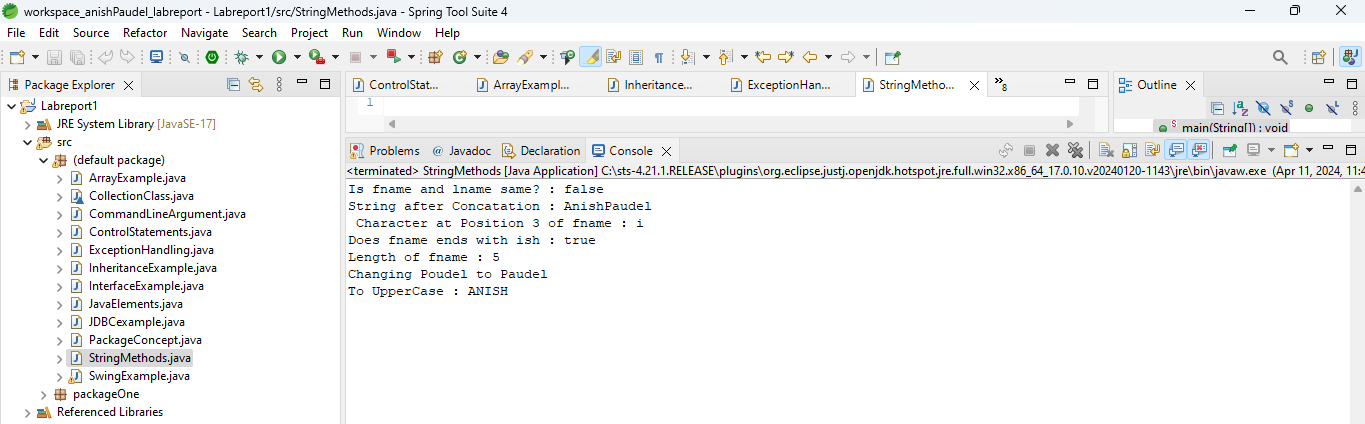 workspace_anishPaudel_labreport - Labreport1/src/StringMethods.java - Spring Tool Suite 4
File Edit Source Refactor Navigate Search Project Run Window Help
Package Explorer
Labreport1
JRE System Library [JavaSE-17]
src
(default package)
ArrayExample.java
CollectionClass.java
CommandLineArgument.java
ControlStatements.java
ExceptionHandling.java
InheritanceExample.java
InterfaceExample.java
JavaElements.java
JDBCexample.java
PackageConcept.java
StringMethods.java
SwingExample.java
packageOne
Referenced Libraries
ControlStat... ArrayExampl... Inheritance... ExceptionHan... StringMetho... »8
1
Outline
main(String[]) : void
Problems @ Javadoc Declaration Console
<terminated> StringMethods [Java Application] C:\sts-4.21.1.RELEASE\plugins\org.eclipse.justj.openjdk.hotspot.jre.full.win32.x86_64_17.0.10.v20240120-1143\jre\bin\javaw.exe (Apr 11, 2024, 11:4
Is fname and lname same? : false
String after Concatation : AnishPaudel
Character at Position 3 of fname : i
Does fname ends with ish : true
Length of fname : 5
Changing Poudel to Paudel
To UpperCase : ANISH